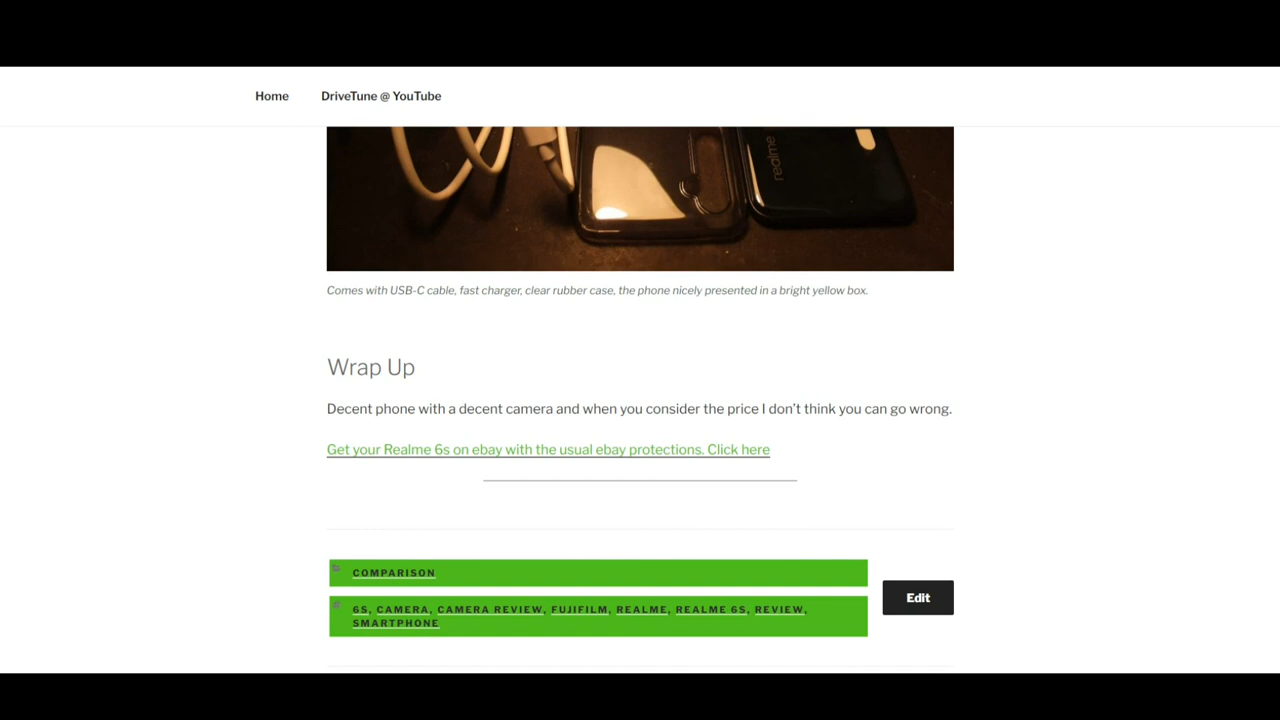 Home DriveTune @ YouTube
realme
Comes with USB-C cable, fast charger, clear rubber case, the phone nicely presented in a bright yellow box.
Wrap Up
Decent phone with a decent camera and when you consider the price I don't think you can go wrong.
Get your Realme 6s on ebay with the usual ebay protections. Click here
COMPARISON
6S, CAMERA, CAMERA REVIEW, FUJIFILM, REALME, REALME 6S, REVIEW,
SMARTPHONE
Edit